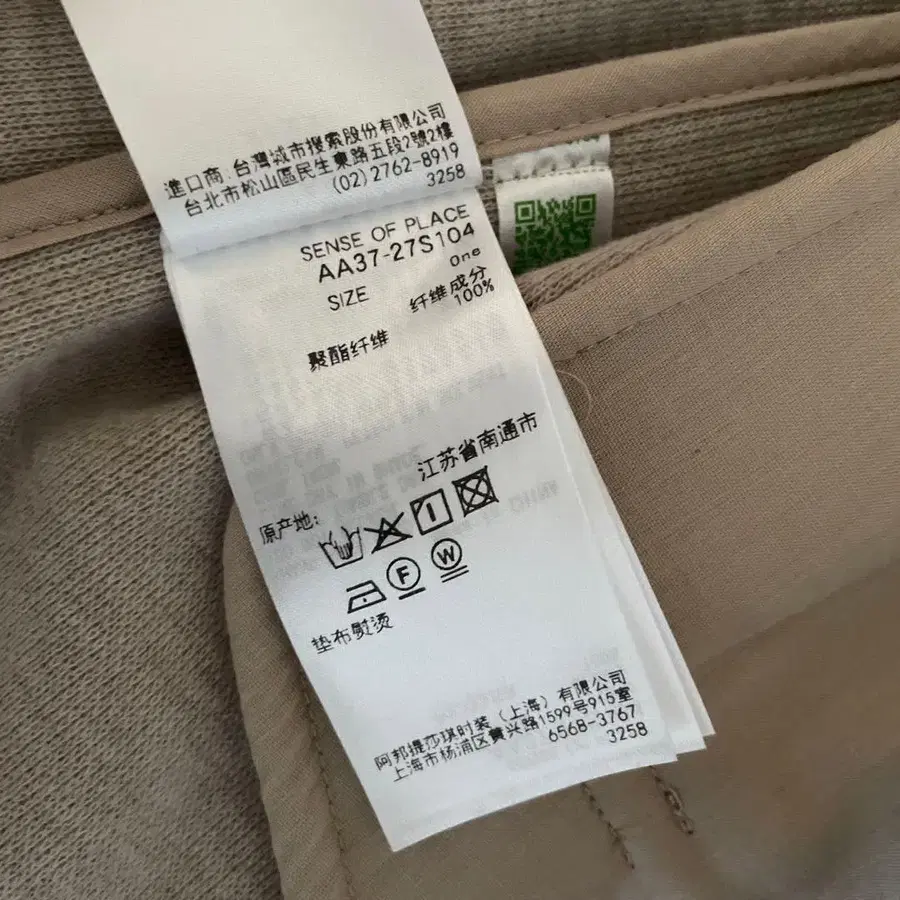 進口商:台灣城市搜索股份有限公司
台北市松山區民生東路五段2號2樓
(02)2762-8919
3258
SENSE OF PLACE
AA37-27S104
SIZE One
纤维成分
100%
聚酯纤维
原产地: 江苏省南通市
F W
垫布熨烫
阿邦提莎琪时装(上海)有限公司
上海市杨浦区黄兴路1599号915室
6568-3767
3258